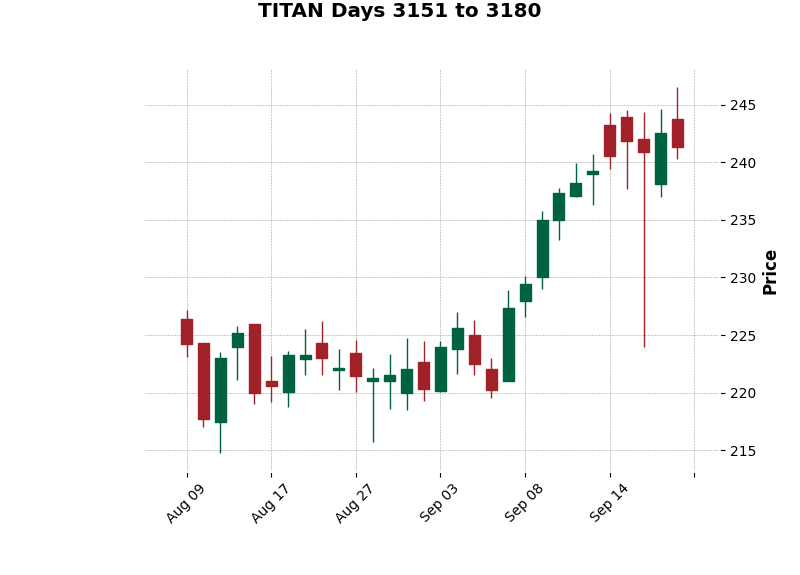 TITAN Days 3151 to 3180
245
240
235
230
225
220
215
Price
Aug 09
Aug 17
Aug 27
Sep 03
Sep 08
Sep 14